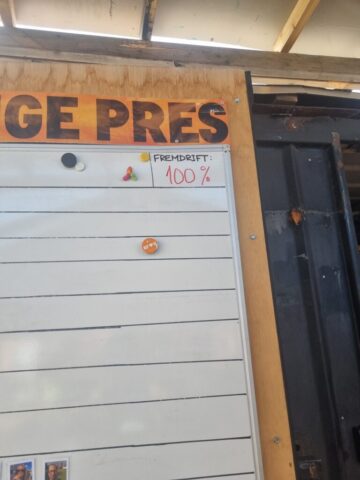 GE PRES
FREMDRIFT:
100%